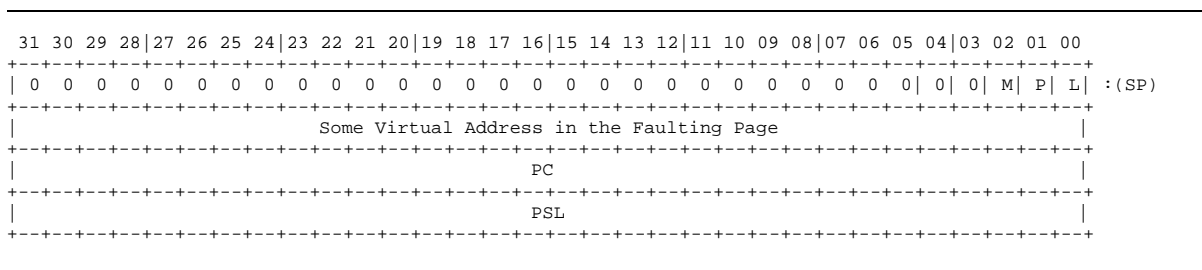 31 30 29 28|27 26 25 24|23 22 21 20|19 18 17 16|15 14 13 12|11 10 09 08|07 06 05 04|03 02 01 00
+--+--+--+--+--+--+--+--+--+--+--+--+--+--+--+--+--+--+--+--+--+--+--+--+--+--+--+--+--+--+--+--+
| 0 0 0 0 0 0 0 0 0 0 0 0 0 0 0 0 0 0 0 0 0 0 0 0 0 0 0| 0| 0| M| P| L| :(SP)
+--+--+--+--+--+--+--+--+--+--+--+--+--+--+--+--+--+--+--+--+--+--+--+--+--+--+--+--+--+--+--+--+
| Some Virtual Address in the Faulting Page |
+--+--+--+--+--+--+--+--+--+--+--+--+--+--+--+--+--+--+--+--+--+--+--+--+--+--+--+--+--+--+--+--+
| PC |
+--+--+--+--+--+--+--+--+--+--+--+--+--+--+--+--+--+--+--+--+--+--+--+--+--+--+--+--+--+--+--+--+
| PSL |
+--+--+--+--+--+--+--+--+--+--+--+--+--+--+--+--+--+--+--+--+--+--+--+--+--+--+--+--+--+--+--+--+